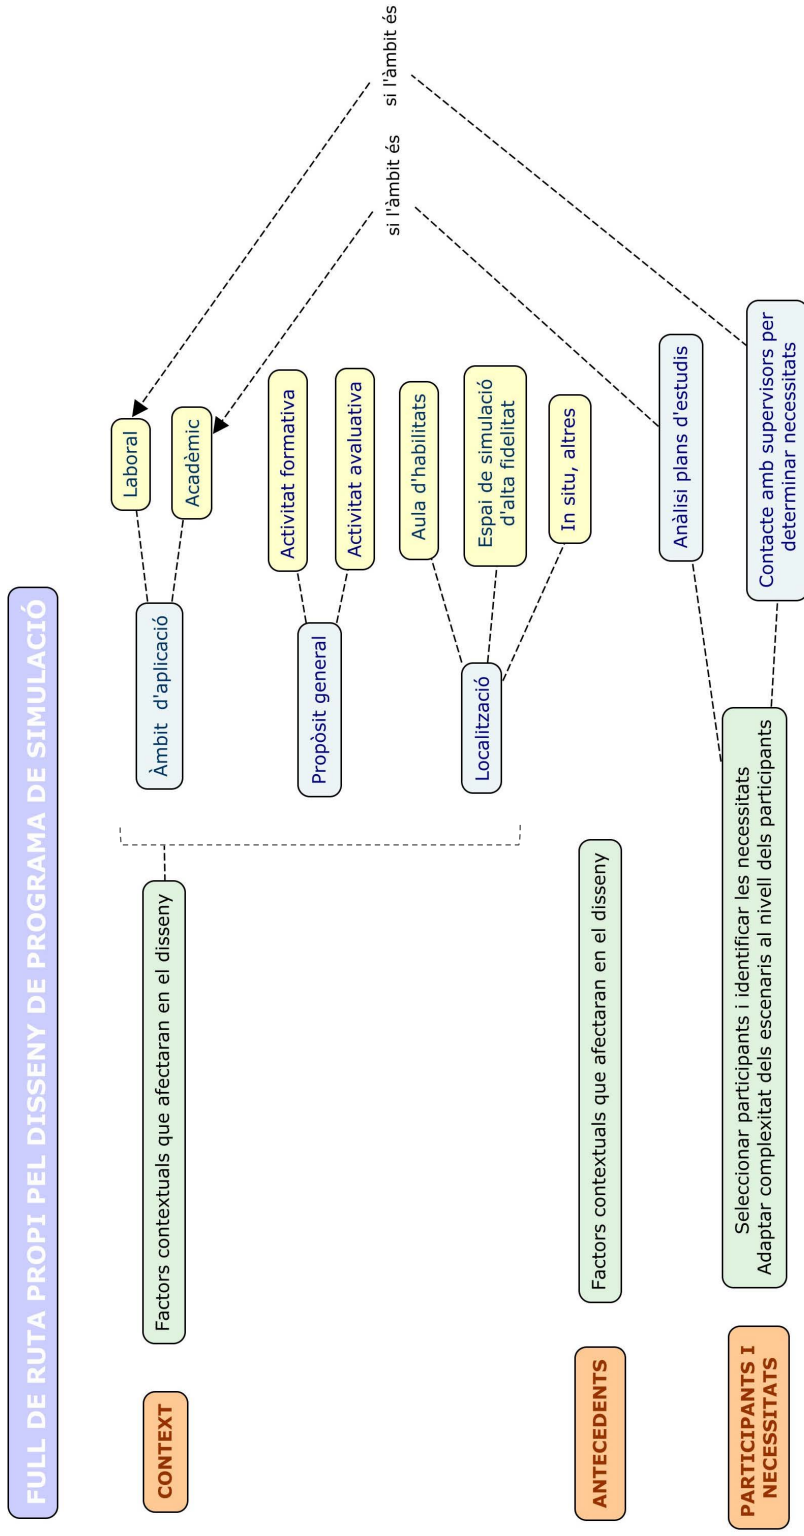 FULL DE RUTA PROPI PEL DISSENY DE PROGRAMA DE SIMULACIÓ
CONTEXT
Factors contextuals que afectaran en el disseny
Àmbit d'aplicació
Laboral
Acadèmic
Propòsit general
Activitat formativa
Activitat avaluativa
Localització
Aula d'habilitats
Espai de simulació
d'alta fidelitat
In situ, altres
si l'àmbit és
si l'àmbit és
ANTECEDENTS
Factors contextuals que afectaran en el disseny
PARTICIPANTS I
NECESSITATS
Seleccionar participants i identificar les necessitats
Adaptar complexitat dels escenaris al nivell dels participants
Anàlisi plans d'estudis
Contacte amb supervisors per
determinar necessitats